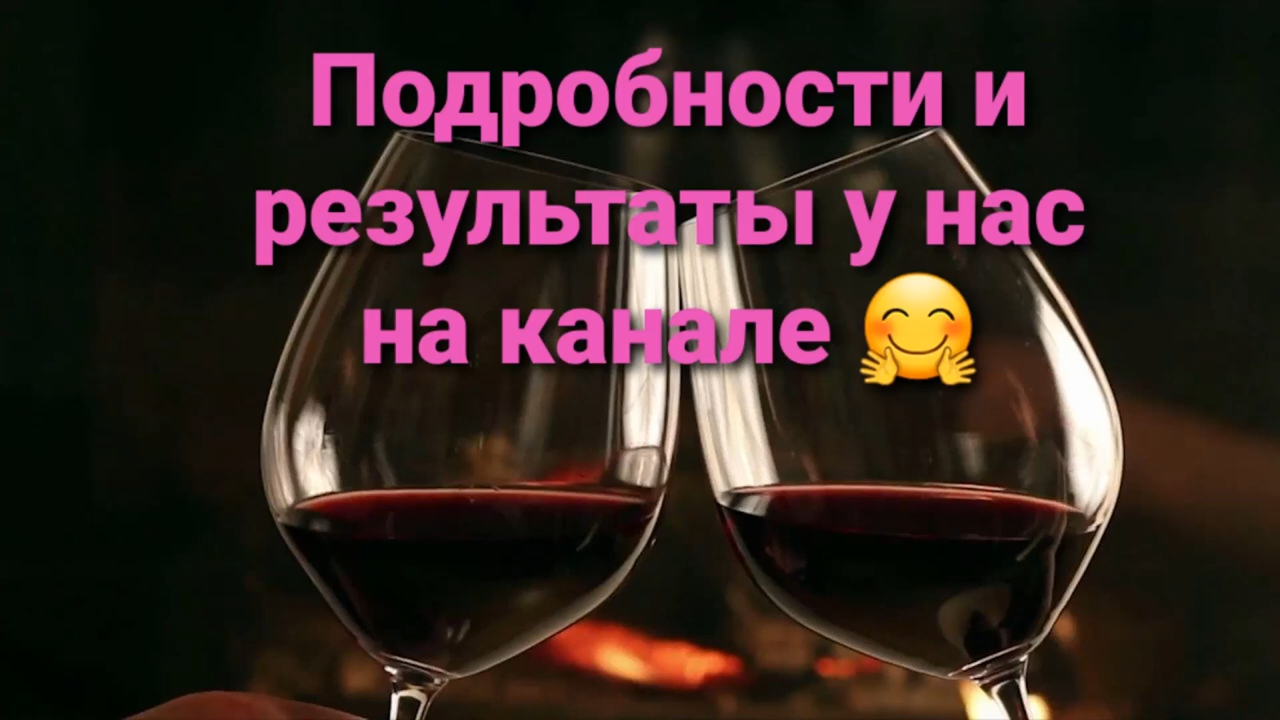 Подробности и
результаты у нас
на канале 🤗